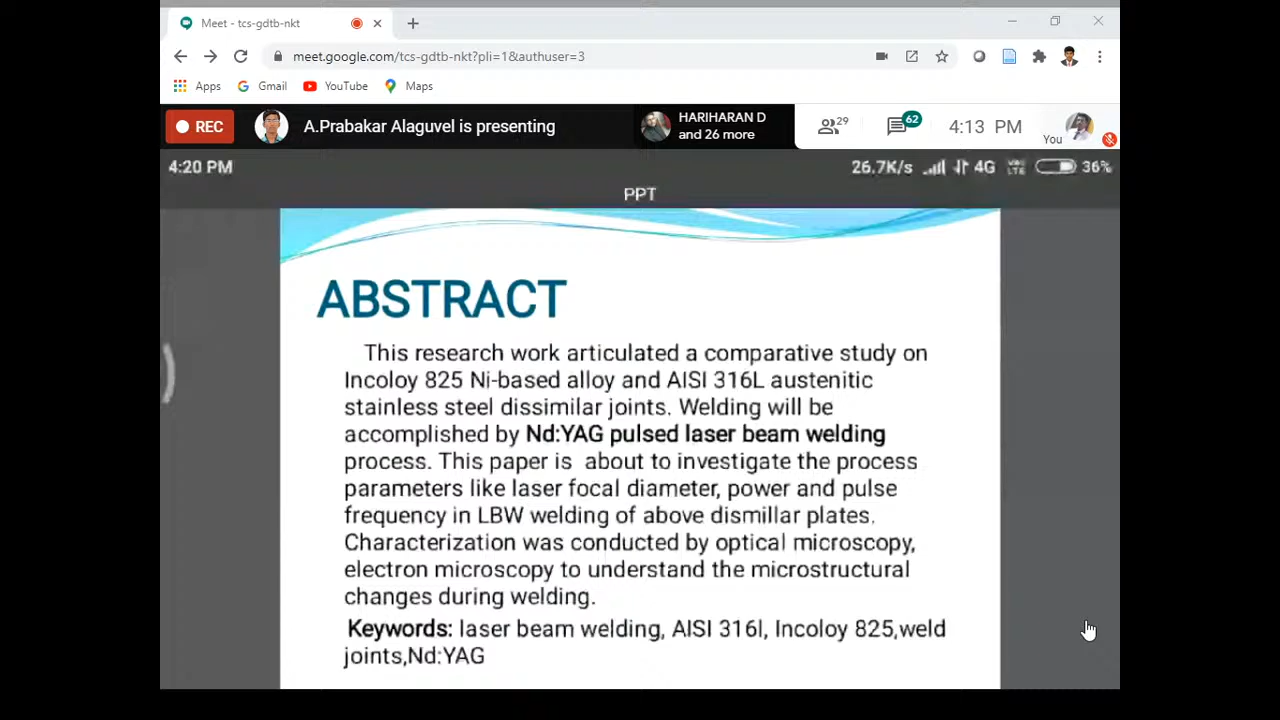 Meet - tcs-gdtb-nkt
meet.google.com/tcs-gdtb-nkt?pli=1&authuser=3
Apps Gmail YouTube Maps
REC A.Prabakar Alaguvel is presenting
HARIHARAN D
and 26 more
29 62 4:13 PM
You
4:20 PM 26.7K/s 4G VoLTE 36%
PPT
ABSTRACT
This research work articulated a comparative study on
Incoloy 825 Ni-based alloy and AISI 316L austenitic
stainless steel dissimilar joints. Welding will be
accomplished by Nd:YAG pulsed laser beam welding
process. This paper is about to investigate the process
parameters like laser focal diameter, power and pulse
frequency in LBW welding of above dismillar plates.
Characterization was conducted by optical microscopy,
electron microscopy to understand the microstructural
changes during welding.
Keywords: laser beam welding, AISI 316l, Incoloy 825,weld
joints,Nd:YAG